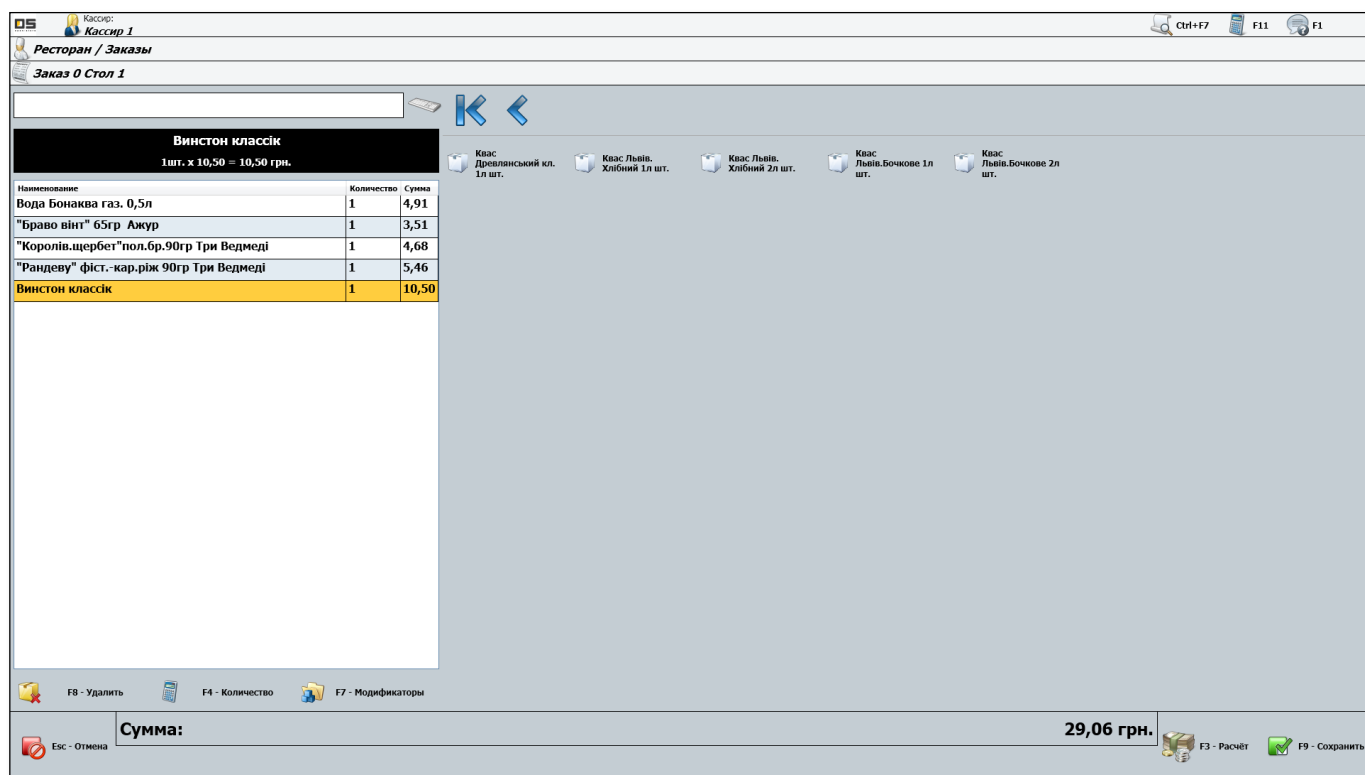 DS
Кассир:
Кассир 1
Ctrl+F7
F11
F1
Ресторан / Заказы
Заказ 0 Стол 1
Винстон классік
1шт. x 10,50 = 10,50 грн.
Квас
Древлянський кл.
1л шт.
Квас Львів.
Хлібний 1л шт.
Квас Львів.
Хлібний 2л шт.
Квас
Львів.Бочкове 1л
шт.
Квас
Львів.Бочкове 2л
шт.
Наименование Количество Сумма
Вода Бонаква газ. 0,5л 1 4,91
"Браво вінт" 65гр Ажур 1 3,51
"Королів.щербет"пол.бр.90гр Три Ведмеді 1 4,68
"Рандеву" фіст.-кар.ріж 90гр Три Ведмеді 1 5,46
Винстон классік 1 10,50
F8 - Удалить
F4 - Количество
F7 - Модификаторы
Esc - Отмена
Сумма: 29,06 грн.
F3 - Расчёт
F9 - Сохранить